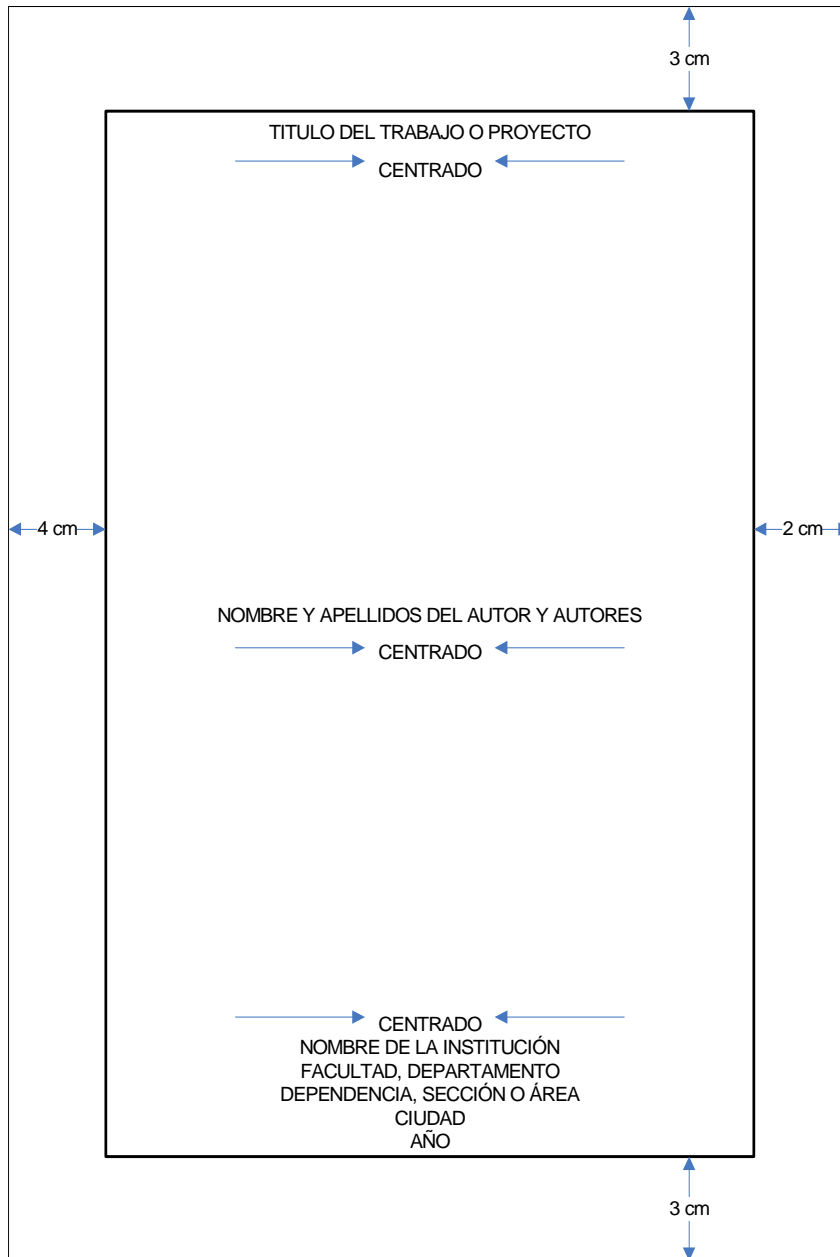 3 cm
TITULO DEL TRABAJO O PROYECTO
CENTRADO
4 cm
2 cm
NOMBRE Y APELLIDOS DEL AUTOR Y AUTORES
CENTRADO
CENTRADO
NOMBRE DE LA INSTITUCIÓN
FACULTAD, DEPARTAMENTO
DEPENDENCIA, SECCIÓN O ÁREA
CIUDAD
AÑO
3 cm